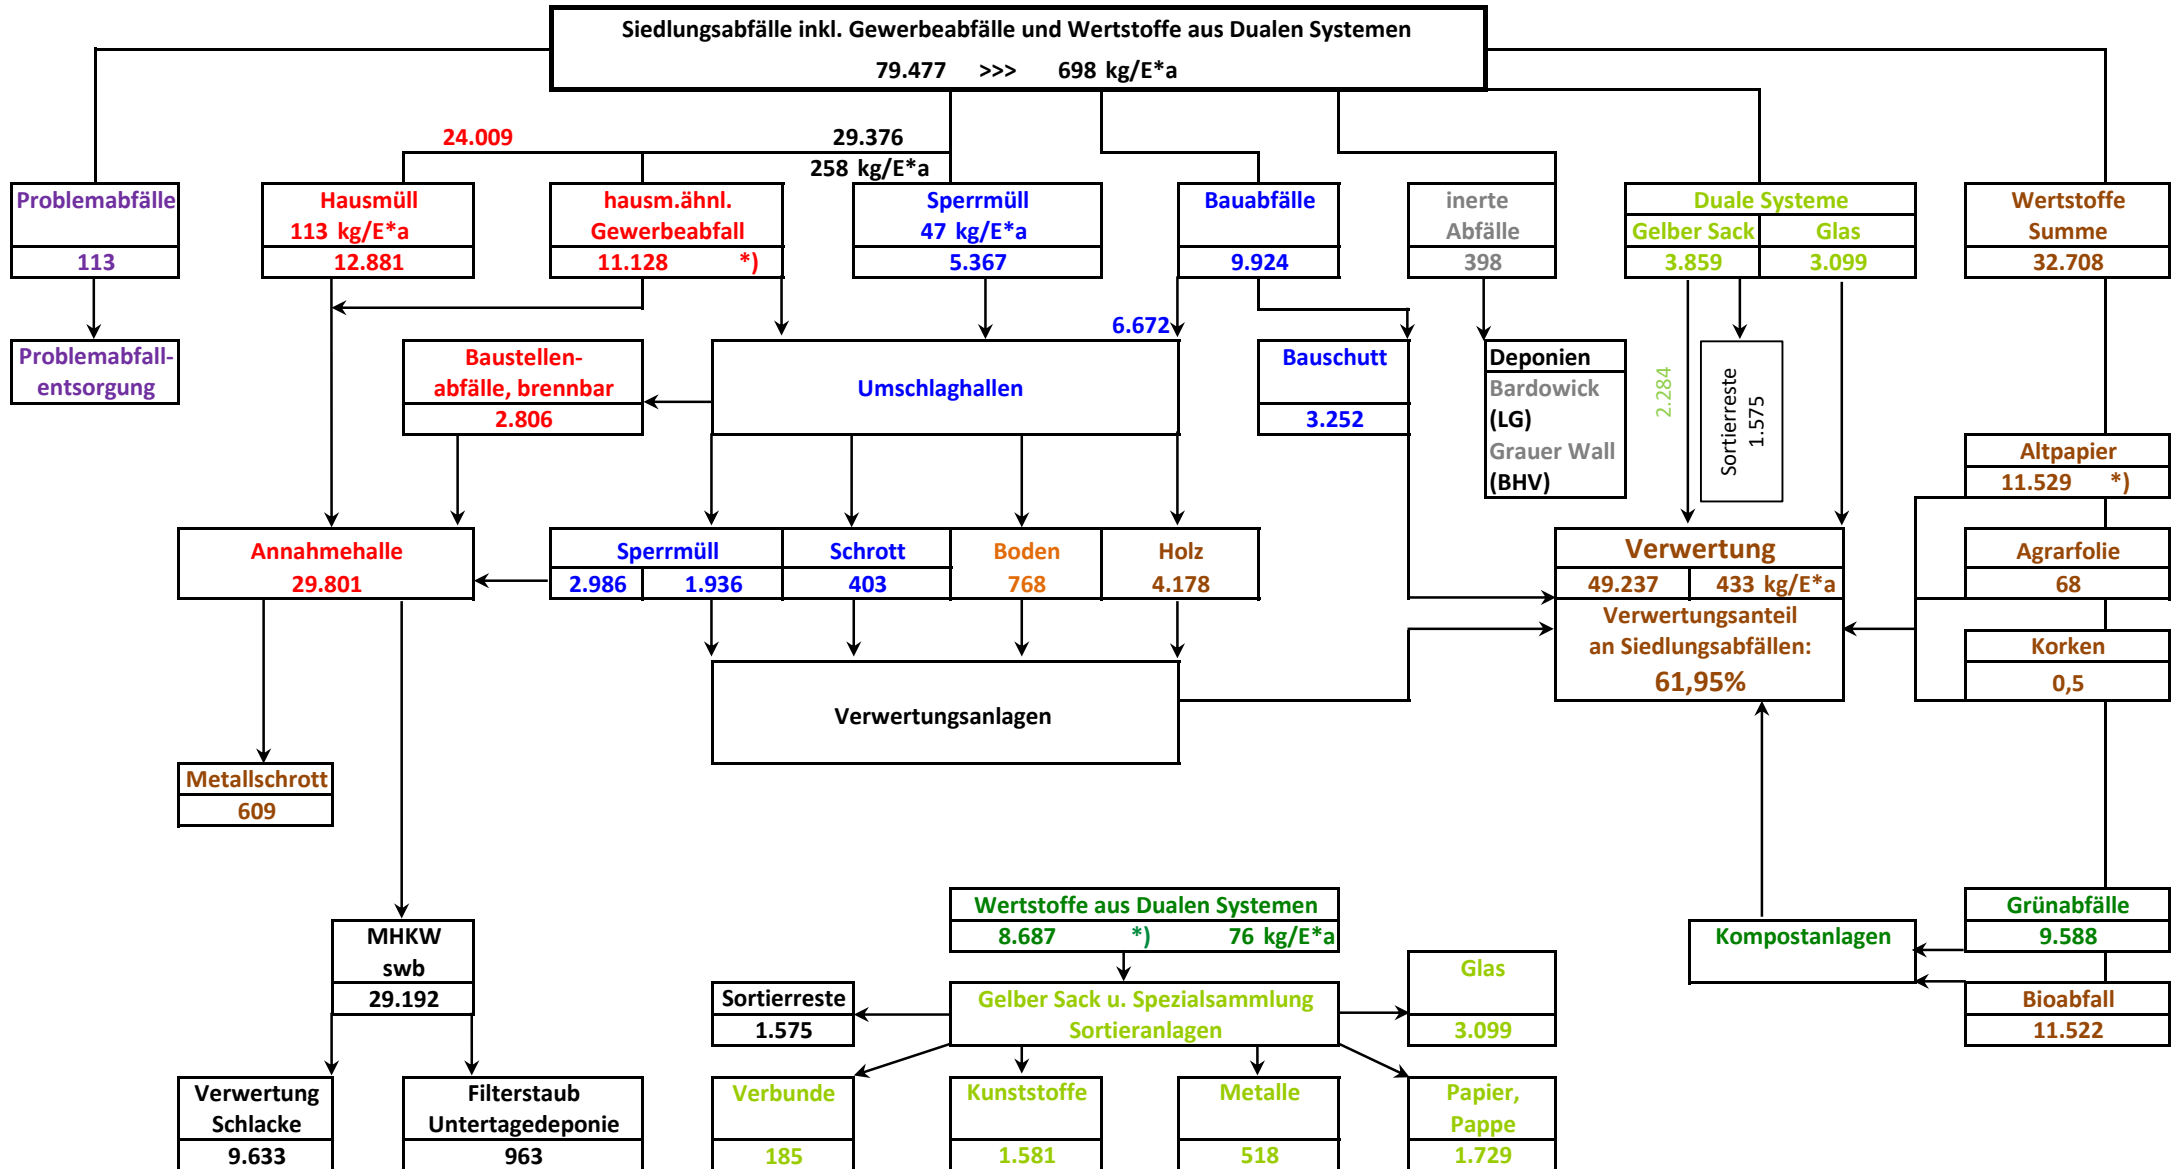 Siedlungsabfälle inkl. Gewerbeabfälle und Wertstoffe aus Dualen Systemen
79.477 >>> 698 kg/E*a
24.009
29.376
258 kg/E*a
Problemabfälle
113
Hausmüll
113 kg/E*a
12.881
hausm.ähnl.
Gewerbeabfall
11.128 *)
Sperrmüll
47 kg/E*a
5.367
Bauabfälle
9.924
inerte
Abfälle
398
Duale Systeme
Gelber Sack Glas
3.859 3.099
Wertstoffe
Summe
32.708
Problemabfall-
entsorgung
Baustellen-
abfälle, brennbar
2.806
6.672
Umschlaghallen
Bauschutt
3.252
Deponien
Bardowick
(LG)
Grauer Wall
(BHV)
2.284
Sortierreste
1.575
Altpapier
11.529 *)
Annahmehalle
29.801
Sperrmüll
2.986 1.936
Schrott
403
Boden
768
Holz
4.178
Verwertung
49.237 433 kg/E*a
Verwertungsanteil
an Siedlungsabfällen:
61,95%
Agrarfolie
68
Korken
0,5
Verwertungsanlagen
Metallschrott
609
MHKW
swb
29.192
Wertstoffe aus Dualen Systemen
8.687 *) 76 kg/E*a
Kompostanlagen
Grünabfälle
9.588
Bioabfall
11.522
Sortierreste
1.575
Gelber Sack u. Spezialsammlung
Sortieranlagen
Glas
3.099
Verwertung
Schlacke
9.633
Filterstaub
Untertagedeponie
963
Verbunde
185
Kunststoffe
1.581
Metalle
518
Papier,
Pappe
1.729